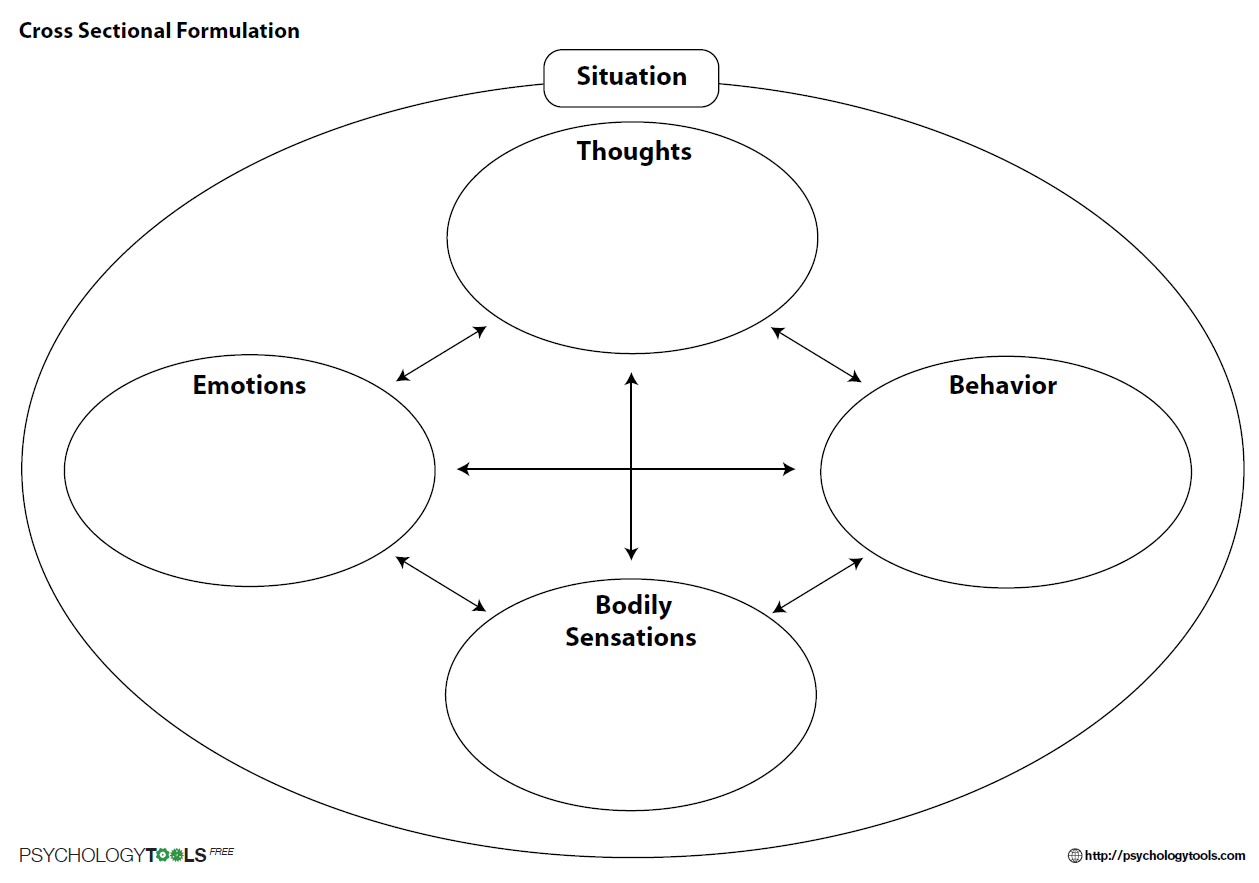 Cross Sectional Formulation
Situation
Thoughts
Emotions
Behavior
Bodily
Sensations
PSYCHOLOGYTOOLS FREE
http://psychologytools.com